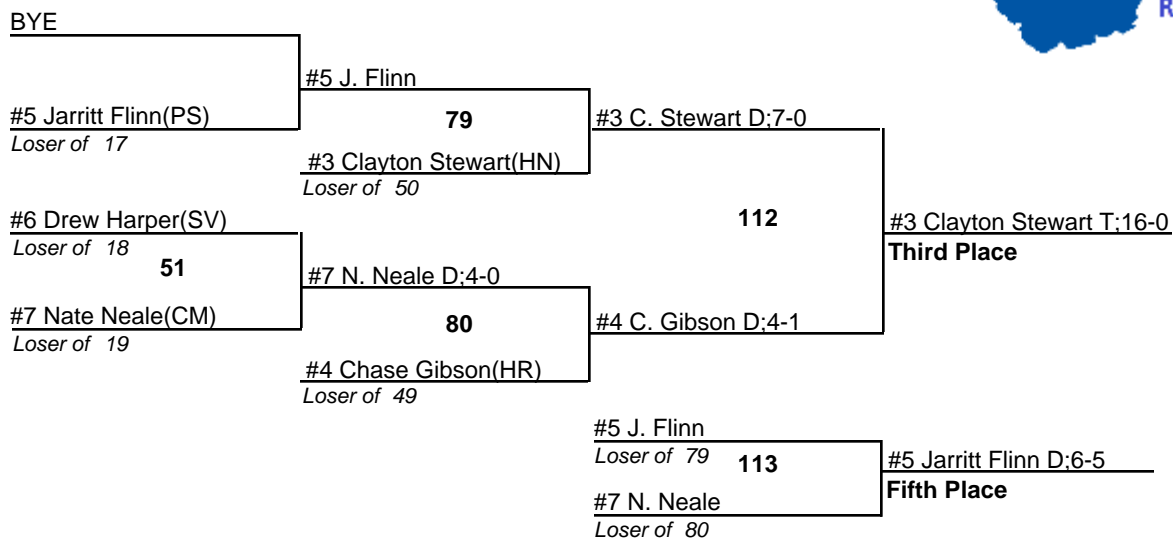 BYE
R
#5 J. Flinn
#5 Jarritt Flinn(PS)
79
#3 C. Stewart D;7-0
Loser of 17
#3 Clayton Stewart(HN)
Loser of 50
#6 Drew Harper(SV)
112
#3 Clayton Stewart T;16-0
Loser of 18
Third Place
51
#7 N. Neale D;4-0
#7 Nate Neale(CM)
80
#4 C. Gibson D;4-1
Loser of 19
#4 Chase Gibson(HR)
Loser of 49
#5 J. Flinn
Loser of 79
113
#5 Jarritt Flinn D;6-5
Fifth Place
#7 N. Neale
Loser of 80